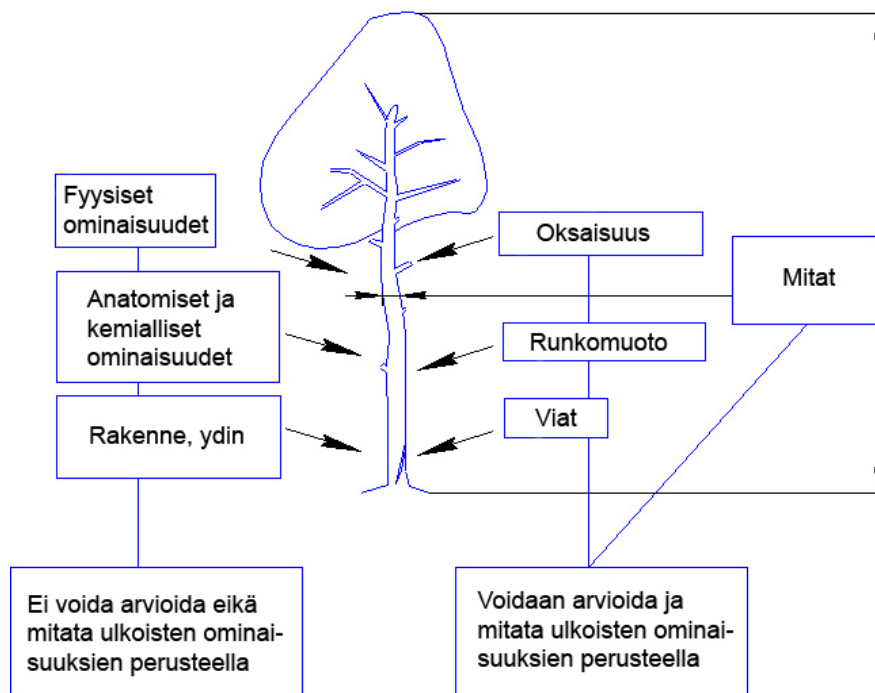 Fyysiset
ominaisuudet
Anatomiset ja
kemialliset
ominaisuudet
Rakenne, ydin
Ei voida arvioida eikä
mitata ulkoisten ominai-
suuksien perusteella
Oksaisuus
Runkomuoto
Viat
Mitat
Voidaan arvioida ja
mitata ulkoisten ominai-
suuksien perusteella